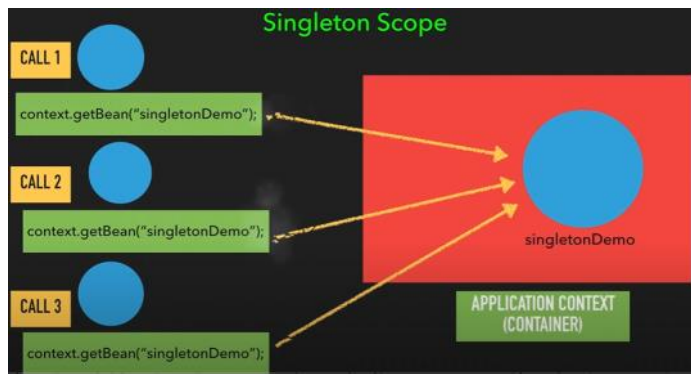 Singleton Scope
CALL 1
context.getBean("singletonDemo");
CALL 2
context.getBean("singletonDemo");
CALL 3
context.getBean("singletonDemo");
singletonDemo
APPLICATION CONTEXT
(CONTAINER)